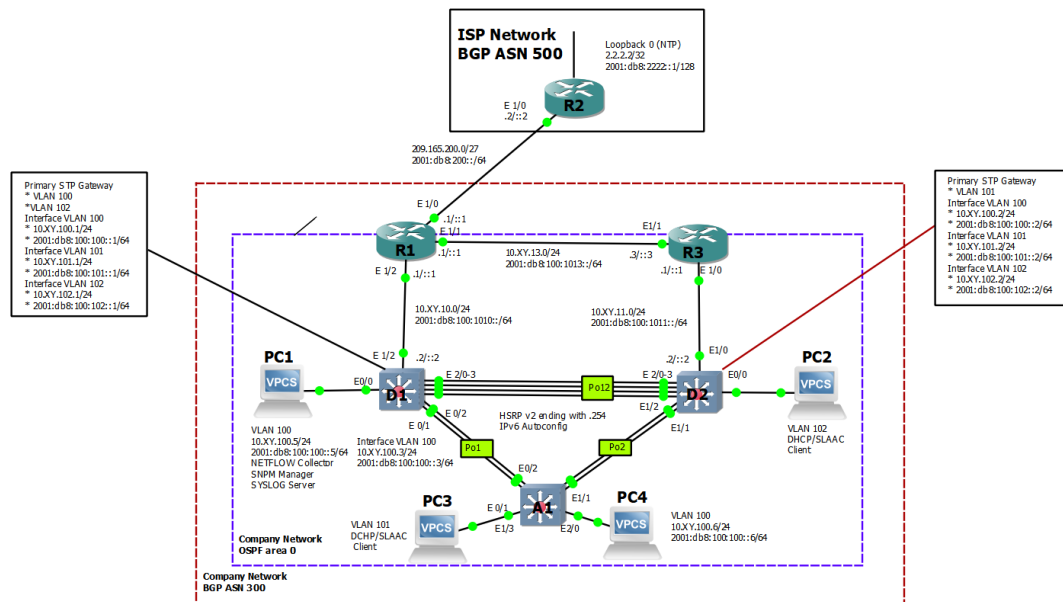 ISP Network
BGP ASN 500
Loopback 0 (NTP)
2.2.2.2/32
2001:db8:2222::1/128
R2
E 1/0
.2/::2
209.165.200.0/27
2001:db8:200::/64
Primary STP Gateway
* VLAN 100
*VLAN 102
Interface VLAN 100
* 10.XY.100.1/24
* 2001:db8:100:100::1/64
Interface VLAN 101
* 10.XY.101.1/24
* 2001:db8:100:101::1/64
Interface VLAN 102
* 10.XY.102.1/24
* 2001:db8:100:102::1/64
Primary STP Gateway
* VLAN 101
Interface VLAN 100
* 10.XY.100.2/24
* 2001:db8:100:100::2/64
Interface VLAN 101
* 10.XY.101.2/24
* 2001:db8:100:101::2/64
Interface VLAN 102
* 10.XY.102.2/24
* 2001:db8:100:102::2/64
E 1/0
.1/::1
R1
E 1/1
.1/::1
E 1/2
.1/::1
10.XY.13.0/24
2001:db8:100:1013::/64
E1/1
.3/::3
R3
.1/::1
E 1/0
10.XY.10.0/24
2001:db8:100:1010::/64
10.XY.11.0/24
2001:db8:100:1011::/64
E 1/2
.2/::2
E1/0
.2/::2
PC1
VPCS
E0/0
D1
E 2/0-3
Po12
E 2/0-3
D2
E0/0
PC2
VPCS
VLAN 100
10.XY.100.5/24
2001:db8:100:100::5/64
NETFLOW Collector
SNPM Manager
SYSLOG Server
E 0/2
E 0/1
HSRP v2 ending with .254
IPv6 Autoconfig
E1/2
E1/1
VLAN 102
DHCP/SLAAC
Client
Interface VLAN 100
10.XY.100.3/24
2001:db8:100:100::3/64
Po1
Po2
E0/2
E 0/1
A1
E1/1
E1/3
E2/0
PC3
VPCS
VLAN 101
DCHP/SLAAC
Client
PC4
VPCS
VLAN 100
10.XY.100.6/24
2001:db8:100:100::6/64
Company Network
OSPF area 0
Company Network
BGP ASN 300